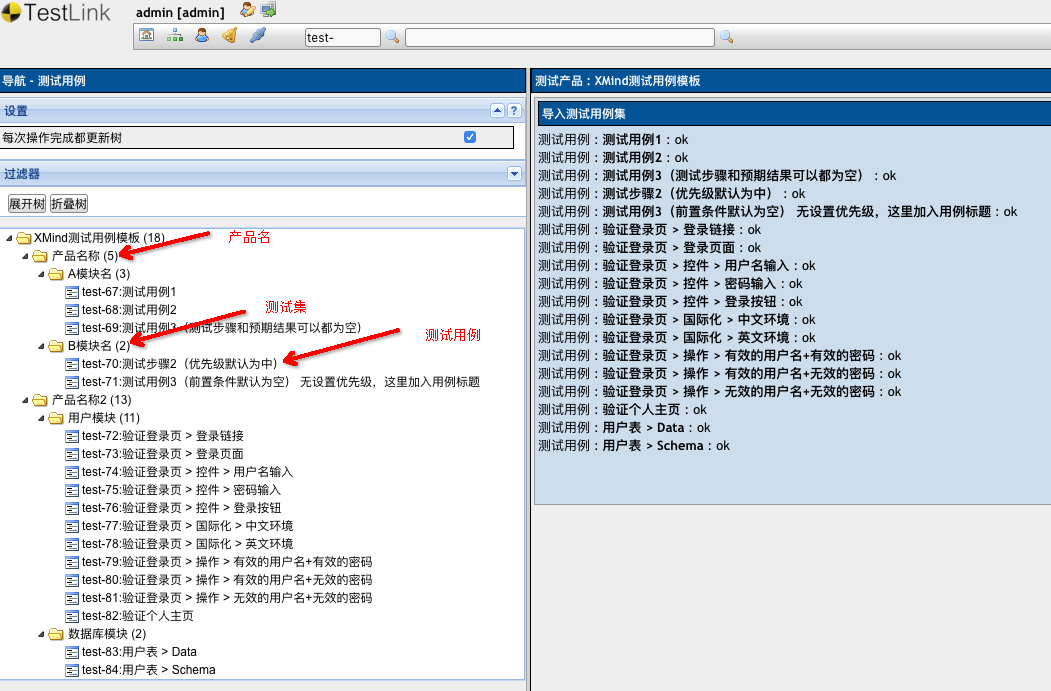 TestLink
admin [admin]
test-
导航 - 测试用例
设置
?
每次操作完成都更新树
过滤器
展开树 折叠树
XMind测试用例模板 (18)
产品名
产品名称 (5)
A模块名 (3)
test-67:测试用例1
test-68:测试用例2
测试集
test-69:测试用例3（测试步骤和预期结果可以都为空）
测试用例
B模块名 (2)
test-70:测试步骤2（优先级默认为中）
test-71:测试用例3（前置条件默认为空） 无设置优先级，这里加入用例标题
产品名称2 (13)
用户模块 (11)
test-72:验证登录页 > 登录链接
test-73:验证登录页 > 登录页面
test-74:验证登录页 > 控件 > 用户名输入
test-75:验证登录页 > 控件 > 密码输入
test-76:验证登录页 > 控件 > 登录按钮
test-77:验证登录页 > 国际化 > 中文环境
test-78:验证登录页 > 国际化 > 英文环境
test-79:验证登录页 > 操作 > 有效的用户名+有效的密码
test-80:验证登录页 > 操作 > 有效的用户名+无效的密码
test-81:验证登录页 > 操作 > 无效的用户名+无效的密码
test-82:验证个人主页
数据库模块 (2)
test-83:用户表 > Data
test-84:用户表 > Schema
测试产品：XMind测试用例模板
导入测试用例集
测试用例：测试用例1：ok
测试用例：测试用例2：ok
测试用例：测试用例3（测试步骤和预期结果可以都为空）：ok
测试用例：测试步骤2（优先级默认为中）：ok
测试用例：测试用例3（前置条件默认为空） 无设置优先级，这里加入用例标题：ok
测试用例：验证登录页 > 登录链接：ok
测试用例：验证登录页 > 登录页面：ok
测试用例：验证登录页 > 控件 > 用户名输入：ok
测试用例：验证登录页 > 控件 > 密码输入：ok
测试用例：验证登录页 > 控件 > 登录按钮：ok
测试用例：验证登录页 > 国际化 > 中文环境：ok
测试用例：验证登录页 > 国际化 > 英文环境：ok
测试用例：验证登录页 > 操作 > 有效的用户名+有效的密码：ok
测试用例：验证登录页 > 操作 > 有效的用户名+无效的密码：ok
测试用例：验证登录页 > 操作 > 无效的用户名+无效的密码：ok
测试用例：验证个人主页：ok
测试用例：用户表 > Data：ok
测试用例：用户表 > Schema：ok